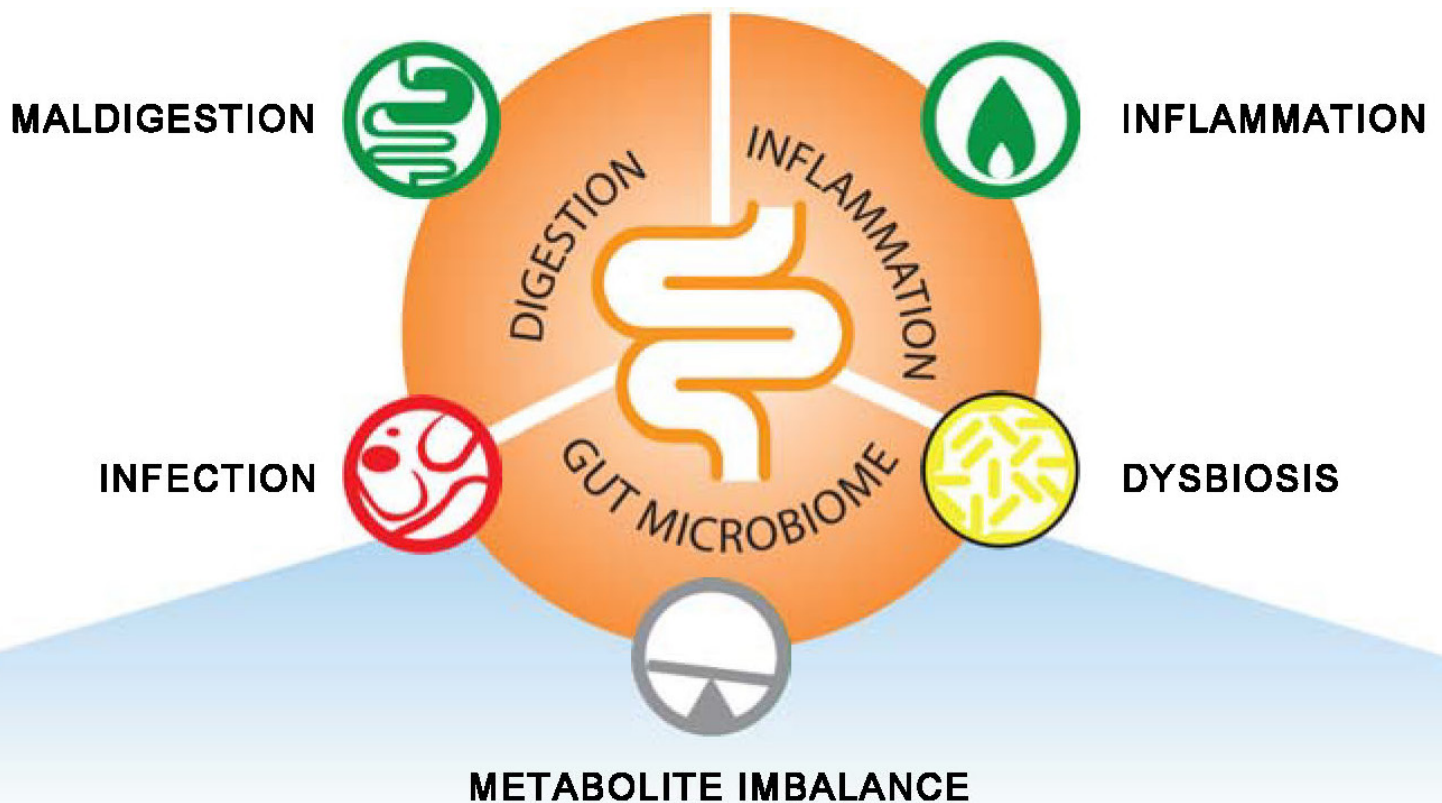 MALDIGESTION
INFLAMMATION
DIGESTION
INFLAMMATION
INFECTION
GUT MICROBIOME
DYSBIOSIS
METABOLITE IMBALANCE